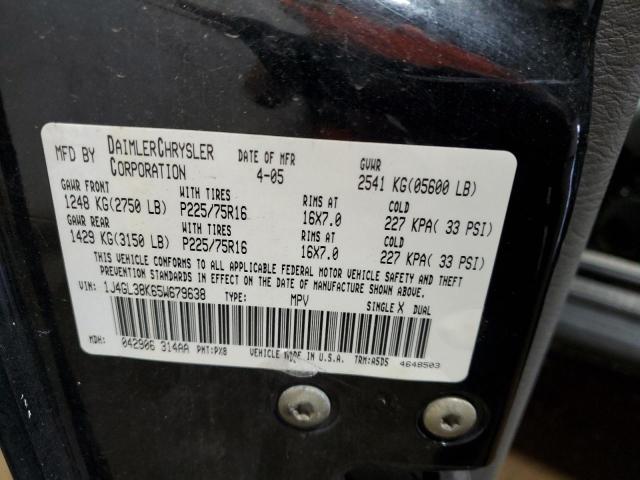 MFD BY DAIMLERCHRYSLER CORPORATION DATE OF MFR 4-05 GVWR 2541 KG(05600 LB)
GAWR FRONT WITH TIRES RIMS AT COLD
1248 KG(2750 LB) P225/75R16 16X7.0 227 KPA( 33 PSI)
GAWR REAR WITH TIRES RIMS AT COLD
1429 KG(3150 LB) P225/75R16 16X7.0 227 KPA( 33 PSI)
THIS VEHICLE CONFORMS TO ALL APPLICABLE FEDERAL MOTOR VEHICLE SAFETY AND THEFT
PREVENTION STANDARDS IN EFFECT ON THE DATE OF MANUFACTURE SHOWN ABOVE.
VIN: 1J4GL38K65W679638 TYPE: MPV SINGLE X DUAL
MDH: 042906 314AA PNT:PX8 VEHICLE MADE IN U.S.A. TRM:A5DS 4648503